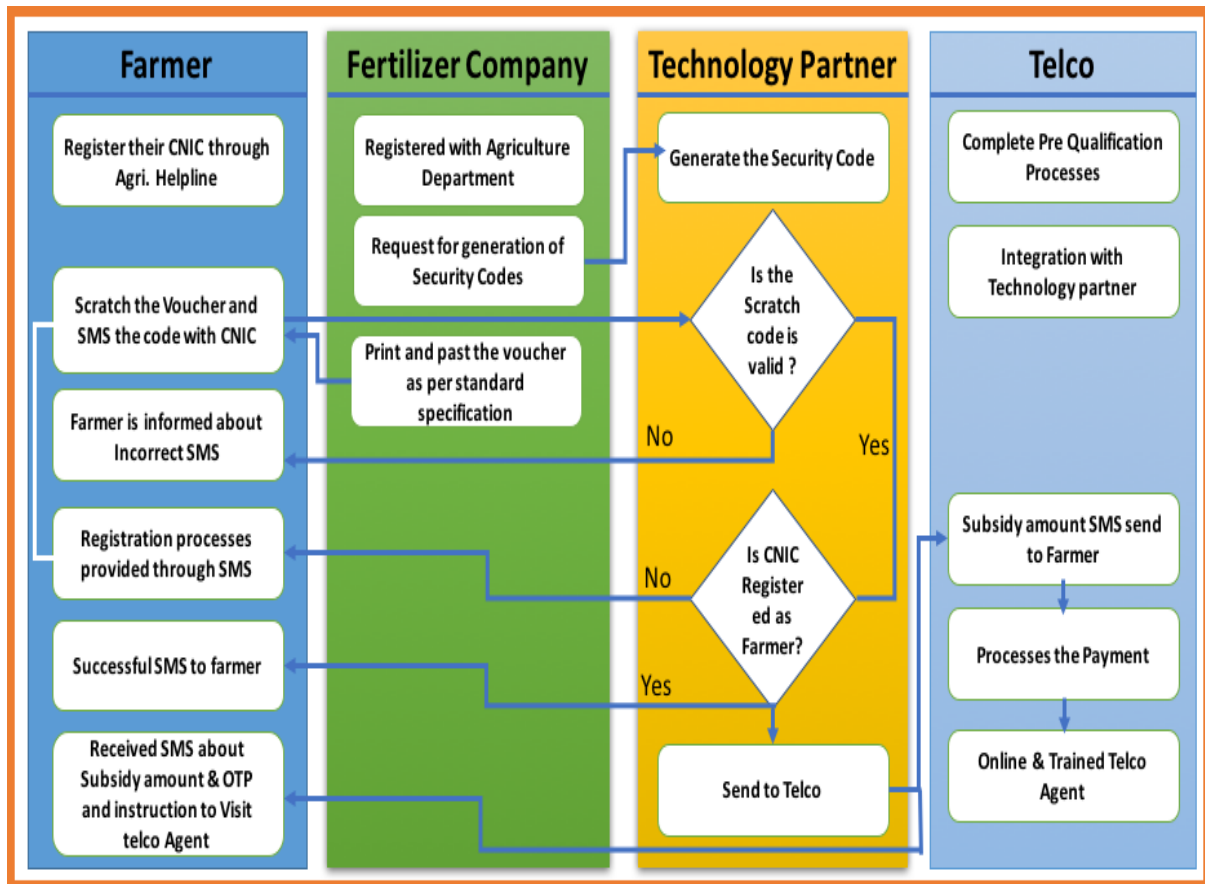 Farmer
Register their CNIC through
Agri. Helpline
Scratch the Voucher and
SMS the code with CNIC
Farmer is informed about
Incorrect SMS
Registration processes
provided through SMS
Successful SMS to farmer
Received SMS about
Subsidy amount & OTP
and instruction to Visit
telco Agent
Fertilizer Company
Registered with Agriculture
Department
Request for generation of
Security Codes
Print and past the voucher
as per standard
specification
Technology Partner
Generate the Security Code
Is the
Scratch
code is
valid ?
No
Yes
Is CNIC
Register
ed as
Farmer?
No
Yes
Send to Telco
Telco
Complete Pre Qualification
Processes
Integration with
Technology partner
Subsidy amount SMS send
to Farmer
Processes the Payment
Online & Trained Telco
Agent